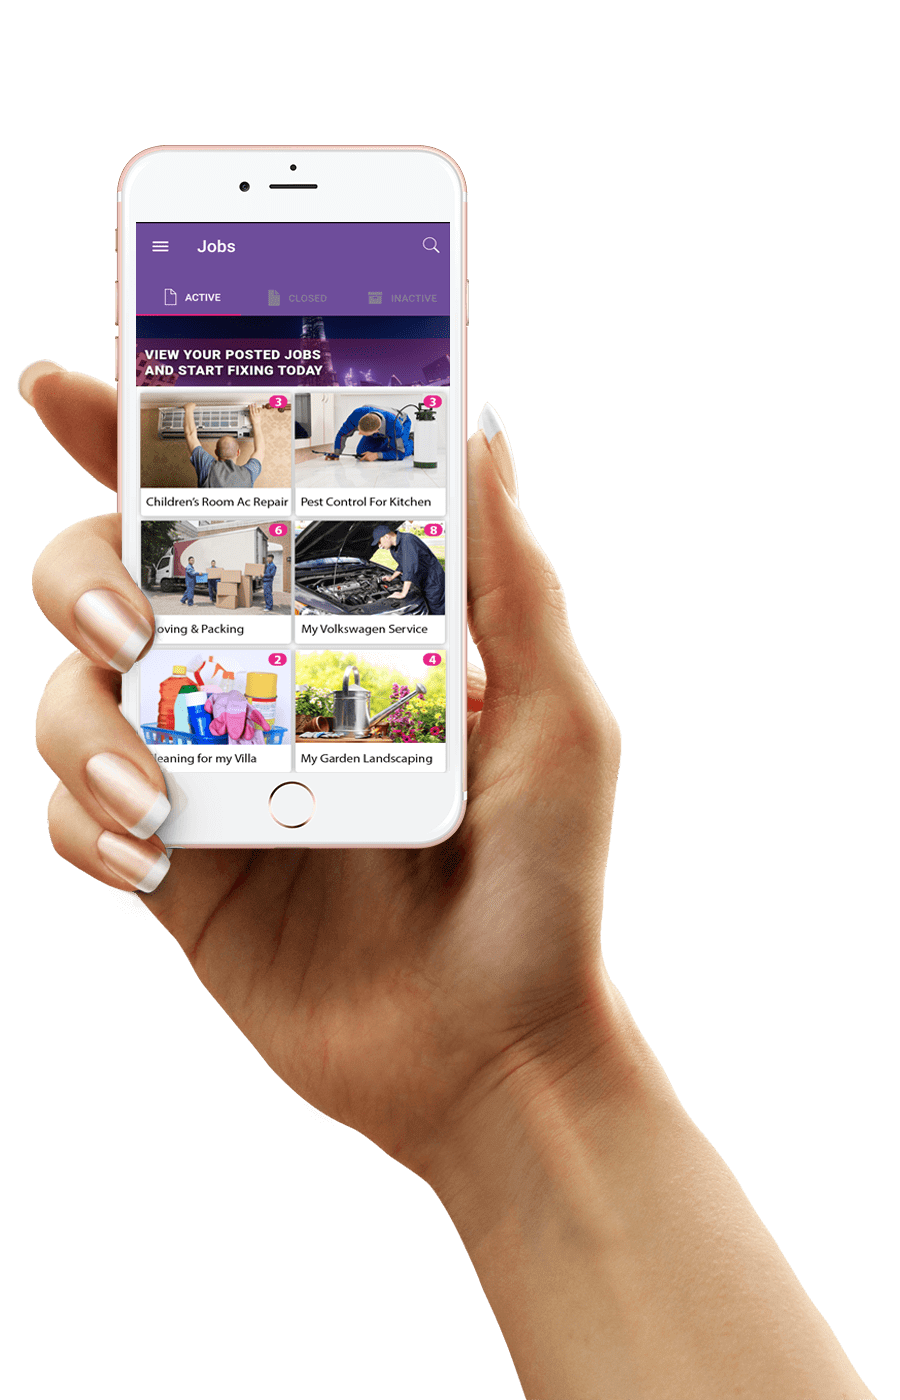 Jobs
ACTIVE
CLOSED
INACTIVE
VIEW YOUR POSTED JOBS
AND START FIXING TODAY
3
3
Children's Room Ac Repair
Pest Control For Kitchen
6
8
oving & Packing
My Volkswagen Service
2
4
eaning for my Villa
My Garden Landscaping